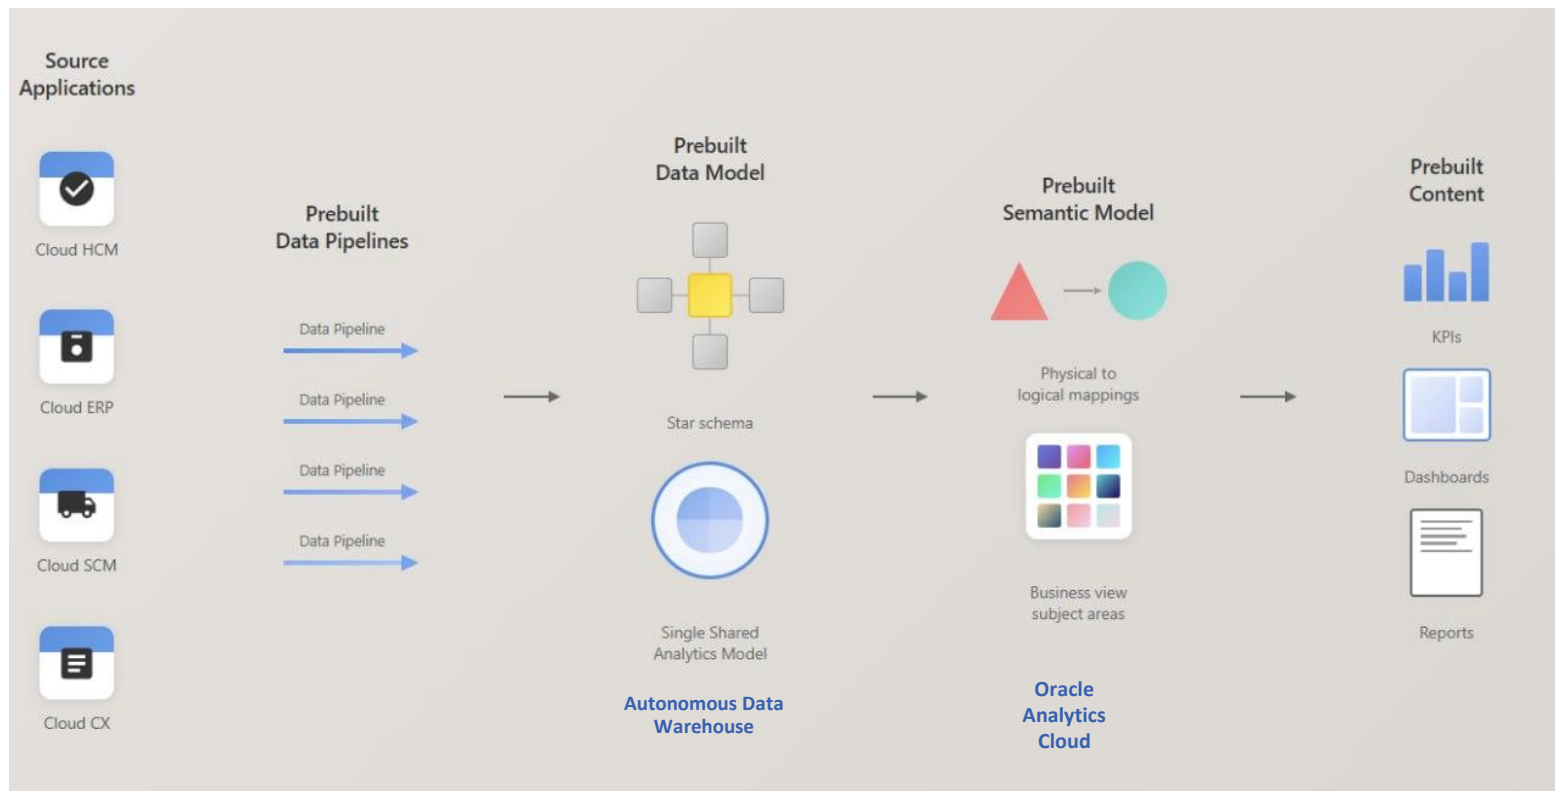 Source
Applications
Cloud HCM
Cloud ERP
Cloud SCM
Cloud CX
Prebuilt
Data Pipelines
Data Pipeline
Data Pipeline
Data Pipeline
Data Pipeline
Prebuilt
Data Model
Star schema
Single Shared
Analytics Model
Autonomous Data
Warehouse
Prebuilt
Semantic Model
Physical to
logical mappings
Business view
subject areas
Oracle
Analytics
Cloud
Prebuilt
Content
KPIs
Dashboards
Reports